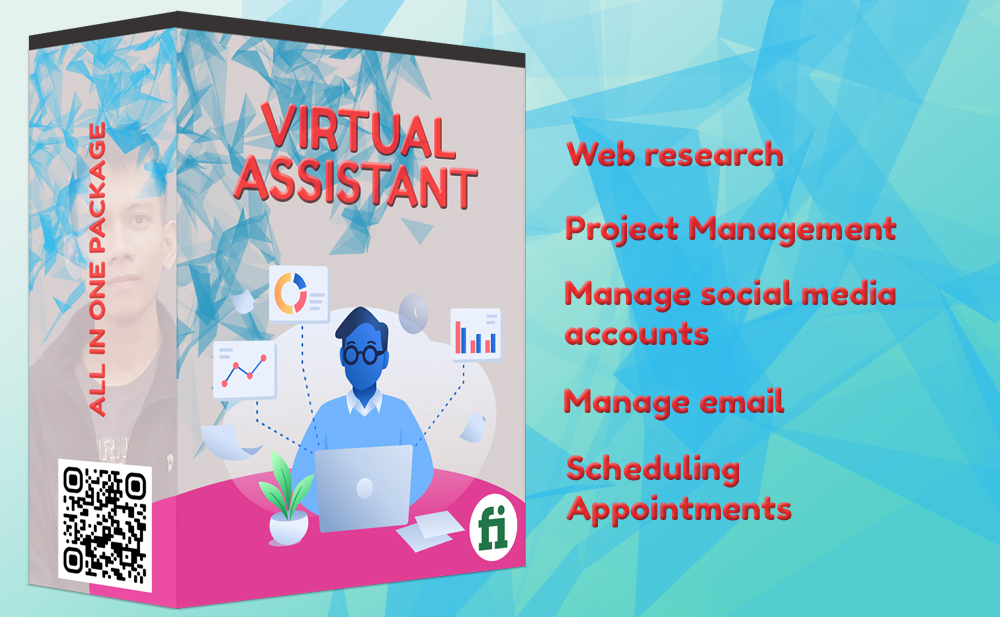 ALL IN ONE PACKAGE
VIRTUAL
ASSISTANT
fi
Web research
Project Management
Manage social media
accounts
Manage email
Scheduling
Appointments